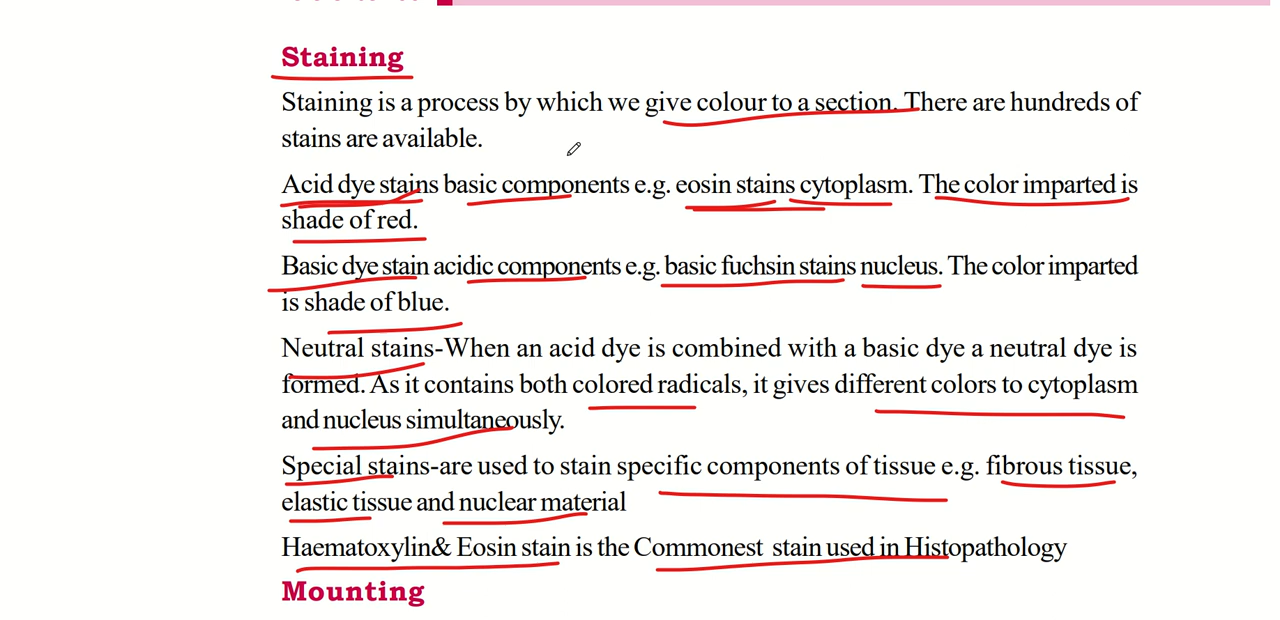 Staining
Staining is a process by which we give colour to a section. There are hundreds of
stains are available.
Acid dye stains basic components e.g. eosin stains cytoplasm. The color imparted is
shade of red.
Basic dye stain acidic components e.g. basic fuchsin stains nucleus. The color imparted
is shade of blue.
Neutral stains-When an acid dye is combined with a basic dye a neutral dye is
formed. As it contains both colored radicals, it gives different colors to cytoplasm
and nucleus simultaneously.
Special stains-are used to stain specific components of tissue e.g. fibrous tissue,
elastic tissue and nuclear material
Haematoxylin& Eosin stain is the Commonest stain used in Histopathology
Mounting